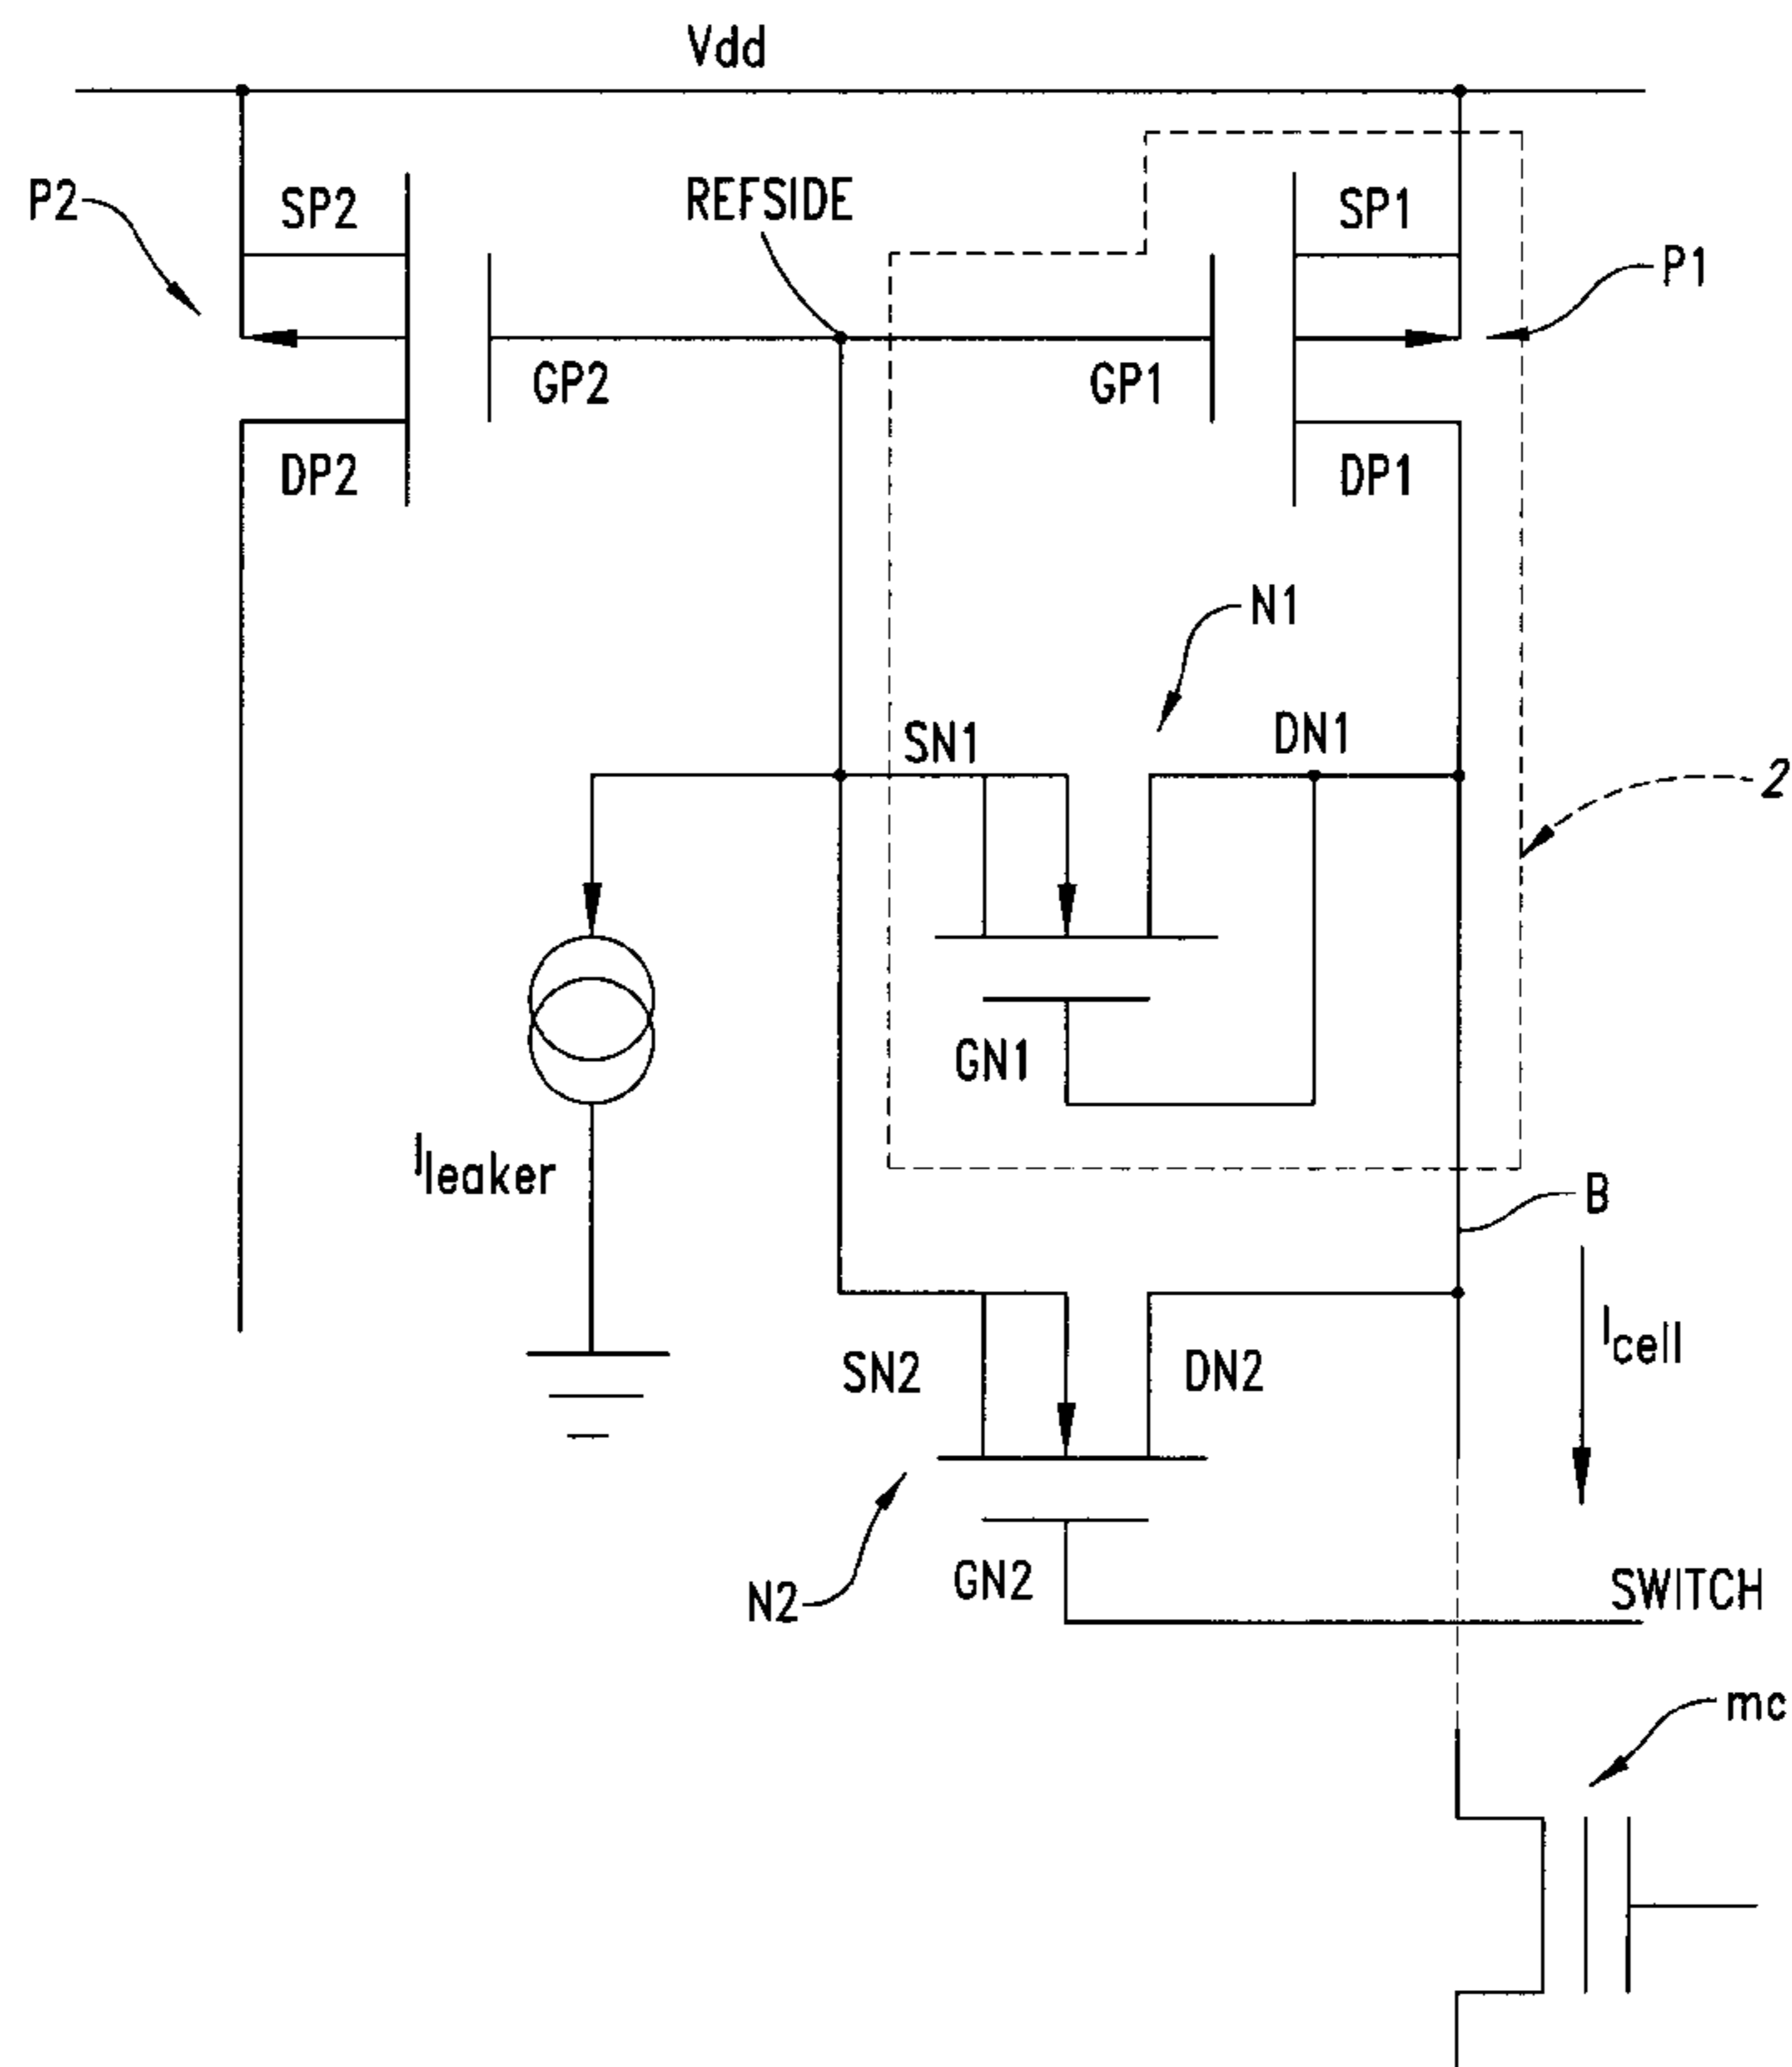 Vdd
P2
SP2
REFSIDE
SP1
P1
GP2
GP1
DP2
DP1
N1
SN1
DN1
2
GN1
Ileaker
B
Icell
SN2
DN2
GN2
N2
SWITCH
mc